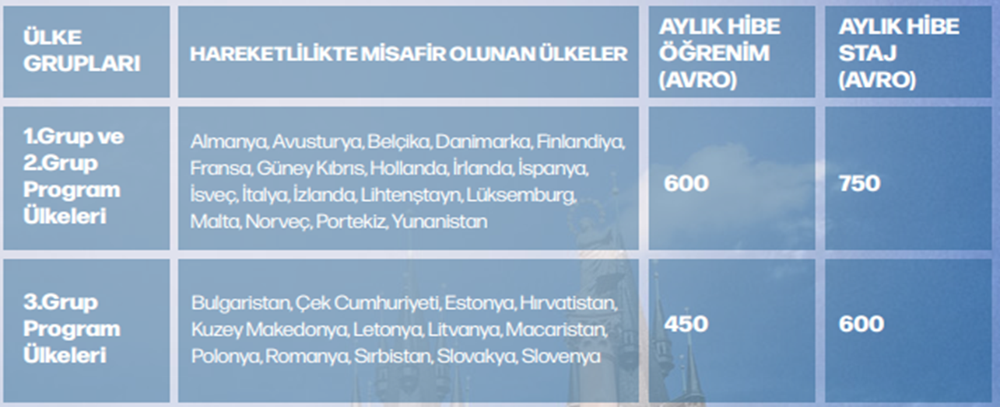 ÜLKE
GRUPLARI
HAREKETLİLİKTE MİSAFİR OLUNAN ÜLKELER
AYLIK HİBE
ÖĞRENİM
(AVRO)
AYLIK HİBE
STAJ
(AVRO)
1.Grup ve
2.Grup
Program
Ülkeleri
Almanya, Avusturya, Belçika, Danimarka, Finlandiya,
Fransa, Güney Kıbrıs, Hollanda, İrlanda, İspanya,
İsveç, İtalya, İzlanda, Lihtenştayn, Lüksemburg,
Malta, Norveç, Portekiz, Yunanistan
600
750
3.Grup
Program
Ülkeleri
Bulgaristan, Çek Cumhuriyeti, Estonya, Hırvatistan,
Kuzey Makedonya, Letonya, Litvanya, Macaristan,
Polonya, Romanya, Sırbistan, Slovakya, Slovenya
450
600